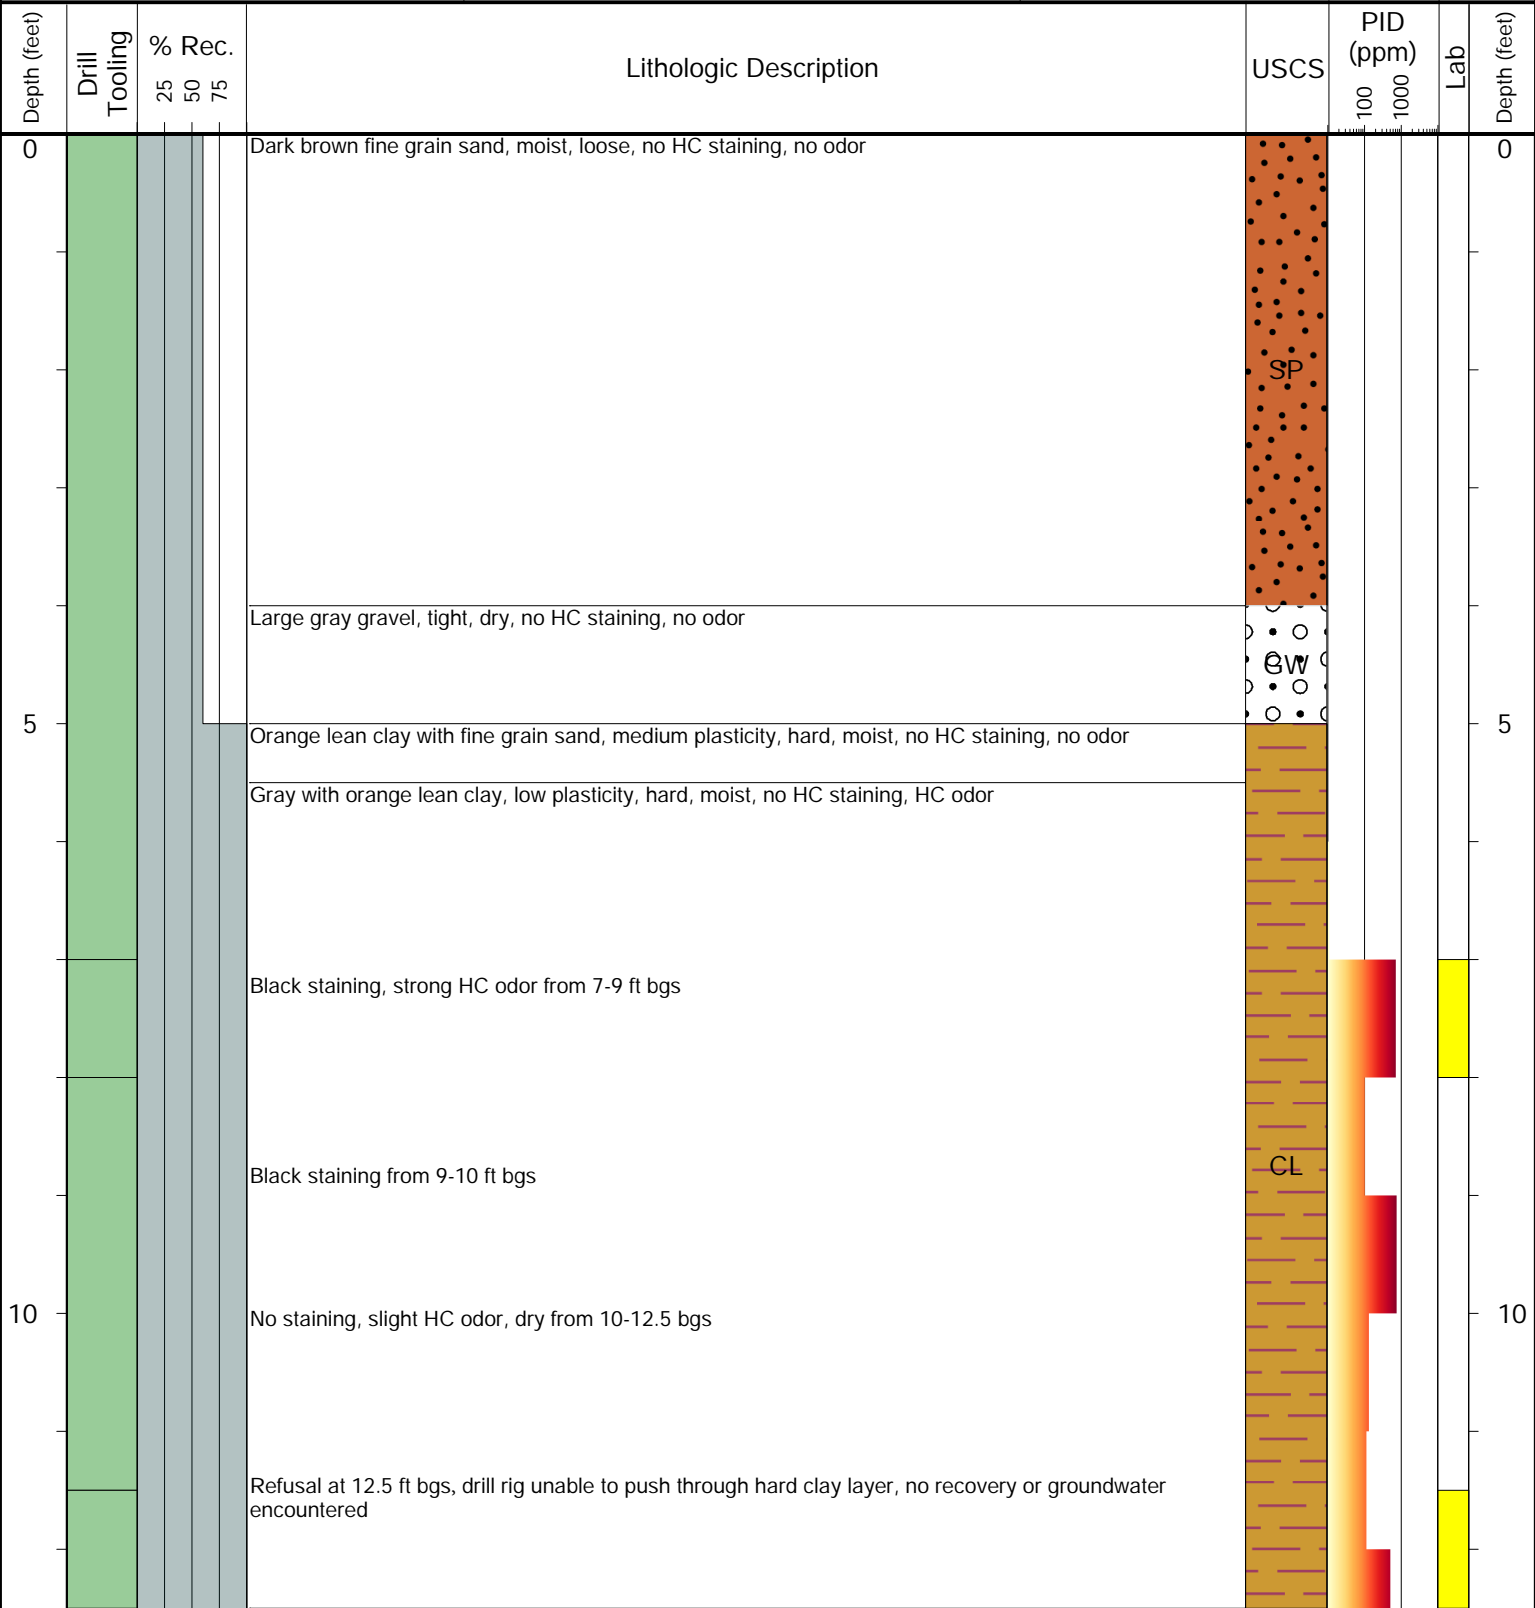 Depth (feet)
Drill
Tooling
% Rec.
25
50
75
Lithologic Description
USCS
PID
(ppm)
100
1000
Lab
Depth (feet)
0
Dark brown fine grain sand, moist, loose, no HC staining, no odor
0
SP
Large gray gravel, tight, dry, no HC staining, no odor
GW
5
Orange lean clay with fine grain sand, medium plasticity, hard, moist, no HC staining, no odor
5
Gray with orange lean clay, low plasticity, hard, moist, no HC staining, HC odor
Black staining, strong HC odor from 7-9 ft bgs
CL
Black staining from 9-10 ft bgs
10
No staining, slight HC odor, dry from 10-12.5 bgs
10
Refusal at 12.5 ft bgs, drill rig unable to push through hard clay layer, no recovery or groundwater
encountered